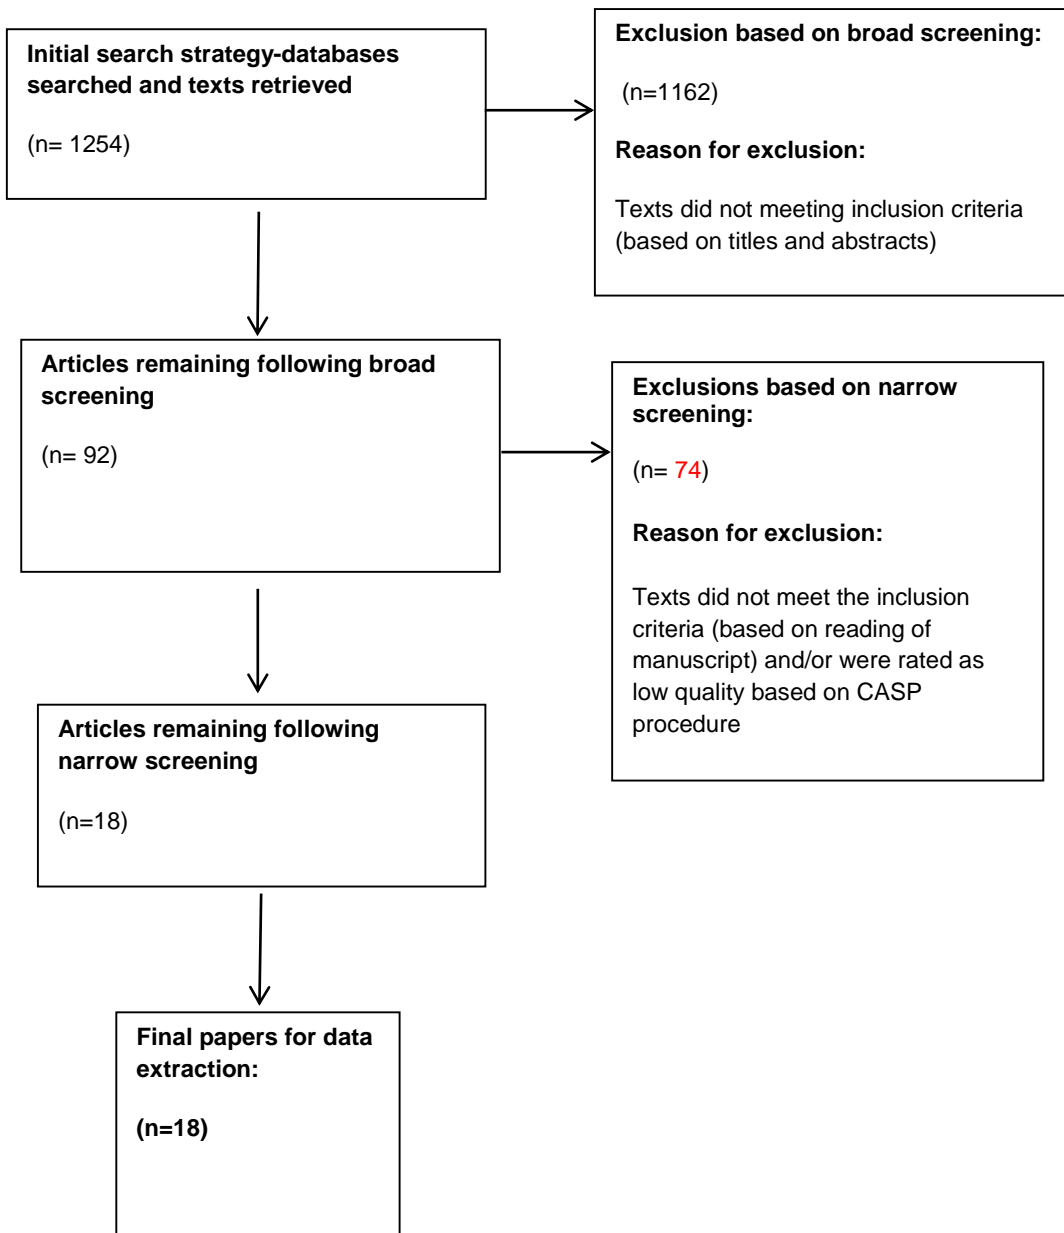 Initial search strategy-databases
searched and texts retrieved
(n= 1254)
Exclusion based on broad screening:
(n=1162)
Reason for exclusion:
Texts did not meeting inclusion criteria
(based on titles and abstracts)
Articles remaining following broad
screening
(n= 92)
Exclusions based on narrow
screening:
(n= 74)
Reason for exclusion:
Texts did not meet the inclusion
criteria (based on reading of
manuscript) and/or were rated as
low quality based on CASP
procedure
Articles remaining following
narrow screening
(n=18)
Final papers for data
extraction:
(n=18)